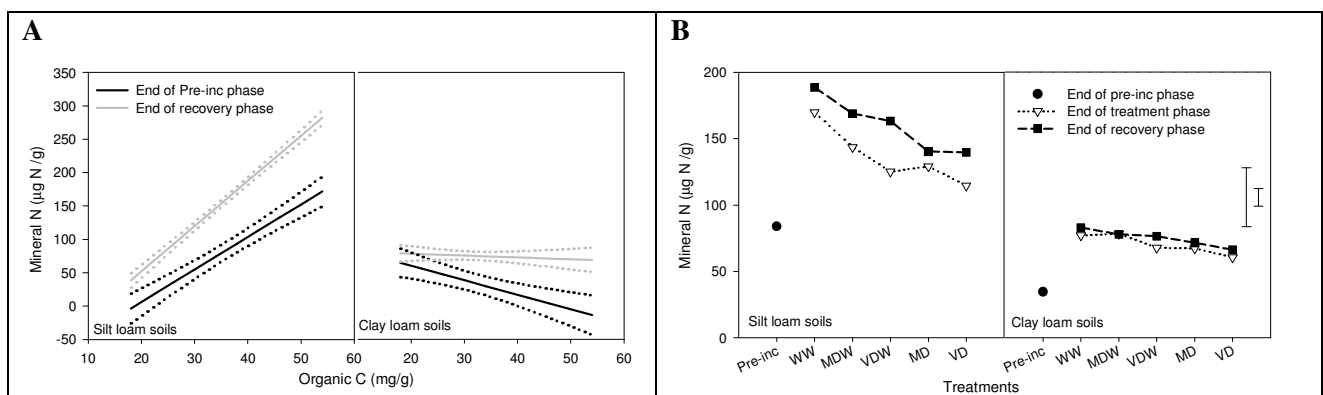 A
350
300
250
200
150
100
50
0
-50
Mineral N (µg N /g)
End of Pre-inc phase
End of recovery phase
Silt loam soils
Clay loam soils
10 20 30 40 50 60 20 30 40 50 60
Organic C (mg/g)
B
200
150
100
50
0
Mineral N (µg N /g)
End of pre-inc phase
End of treatment phase
End of recovery phase
Silt loam soils
Clay loam soils
Pre-inc WW MDW VDW MD VD Pre-inc WW MDW VDW MD VD
Treatments